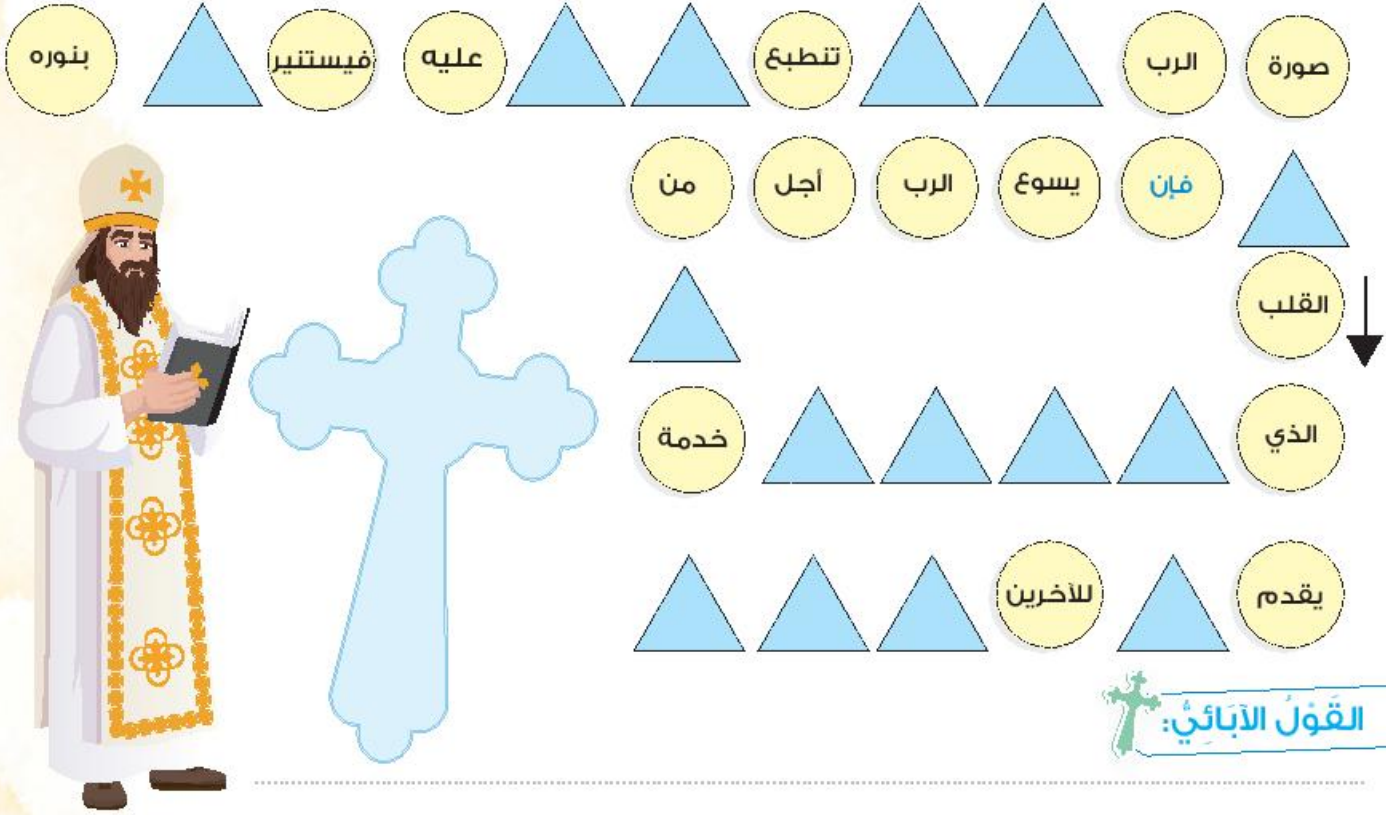 صورة الرب تنطبع عليه فيستنير بنوره
فإن يسوع الرب أجل من
القلب
الذي خدمة
يقدم للآخرين
القَوْلُ الآبَائِيُّ: